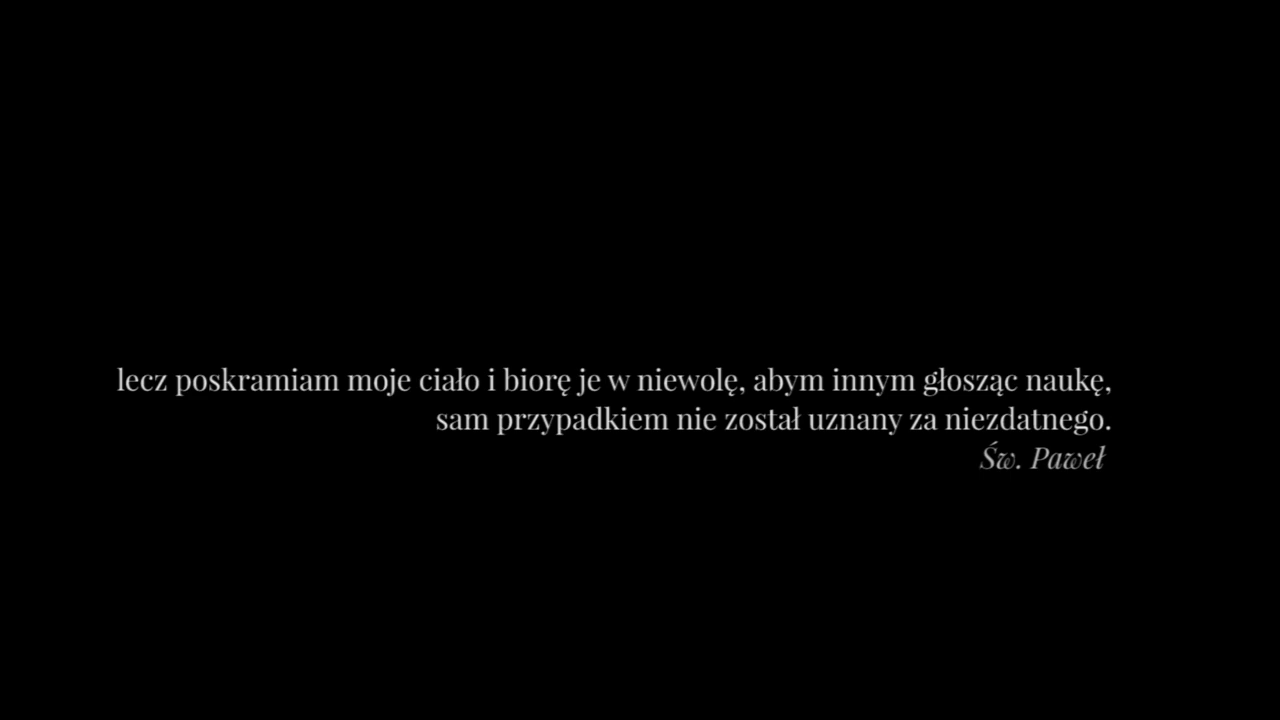 lecz poskramiam moje ciało i biorę je w niewolę, abym innym głosząc naukę,
sam przypadkiem nie został uznany za niezdatnego.
Św. Paweł